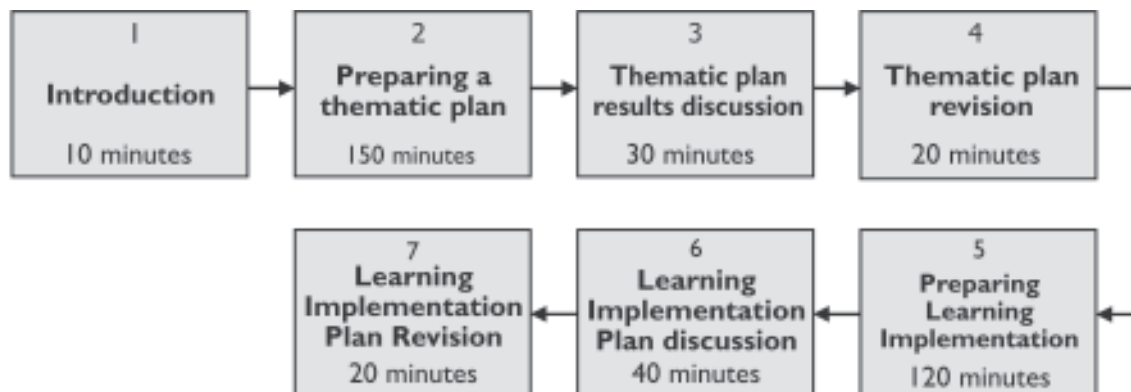 1
Introduction
10 minutes
2
Preparing a
thematic plan
150 minutes
3
Thematic plan
results discussion
30 minutes
4
Thematic plan
revision
20 minutes
5
Preparing
Learning
Implementation
120 minutes
6
Learning
Implementation
Plan discussion
40 minutes
7
Learning
Implementation
Plan Revision
20 minutes